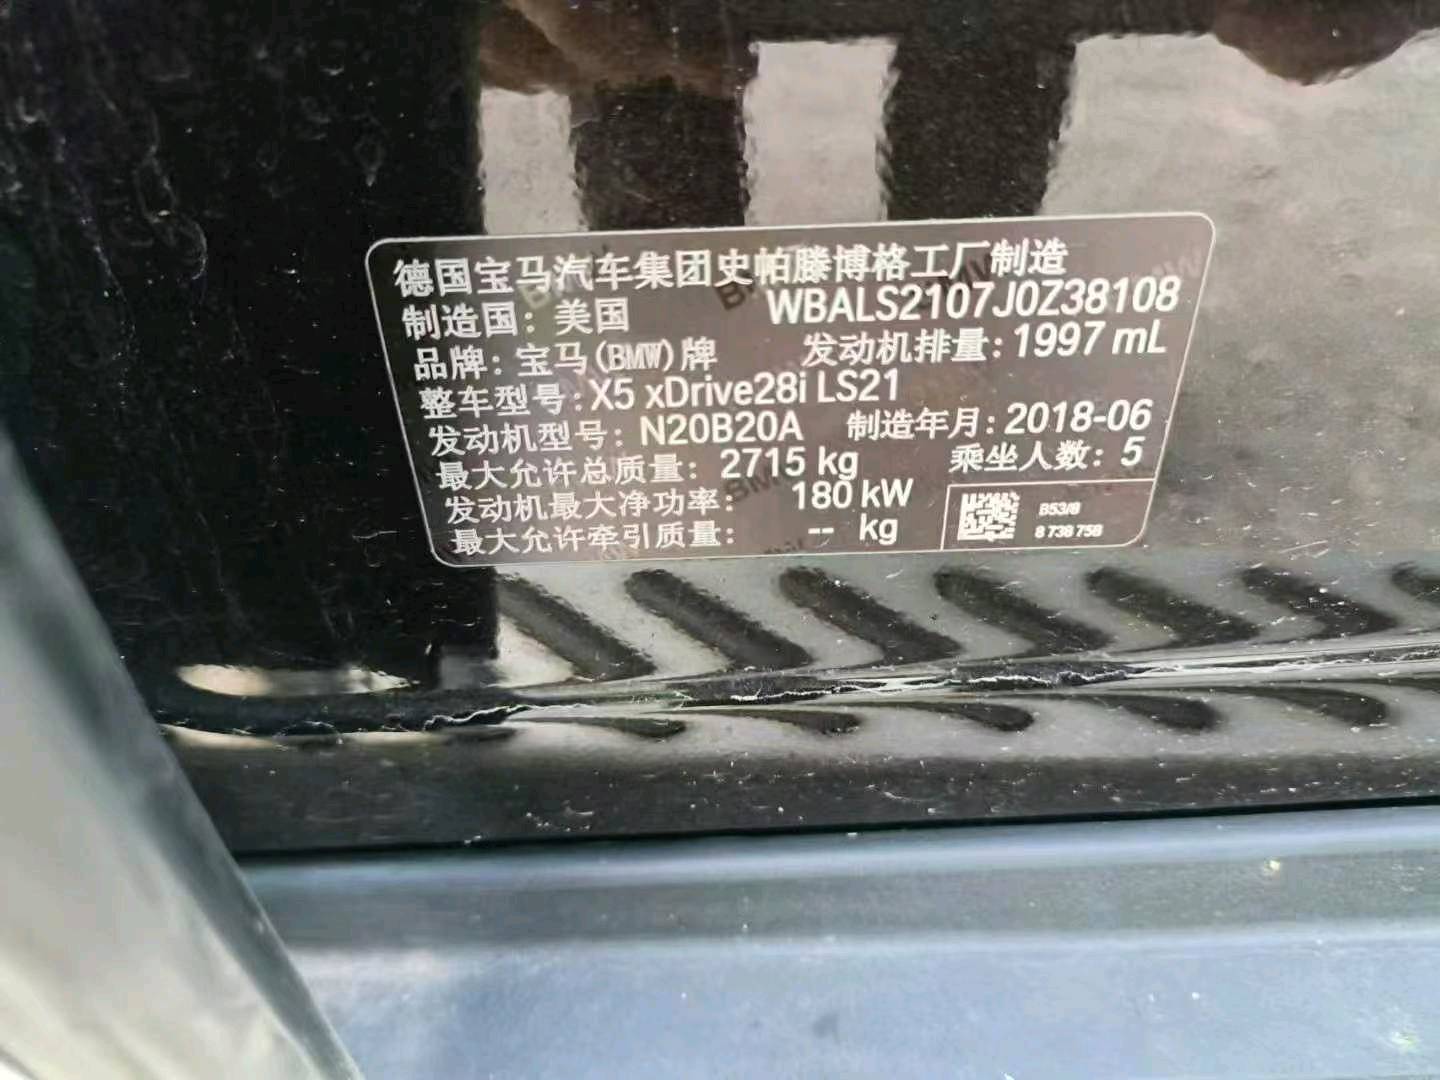 德国宝马汽车集团史帕滕博格工厂制造
制造国：美国 WBALS2107J0Z38108
品牌：宝马(BMW)牌 发动机排量：1997 mL
整车型号：X5 xDrive28i LS21
发动机型号：N20B20A 制造年月：2018-06
最大允许总质量：2715 kg 乘坐人数：5
发动机最大净功率：180 kW
最大允许牵引质量：-- kg
B53/8
8 738 758